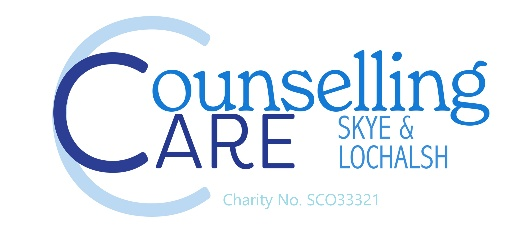 Counselling
CARE
SKYE &
LOCHALSH
Charity No. SCO33321